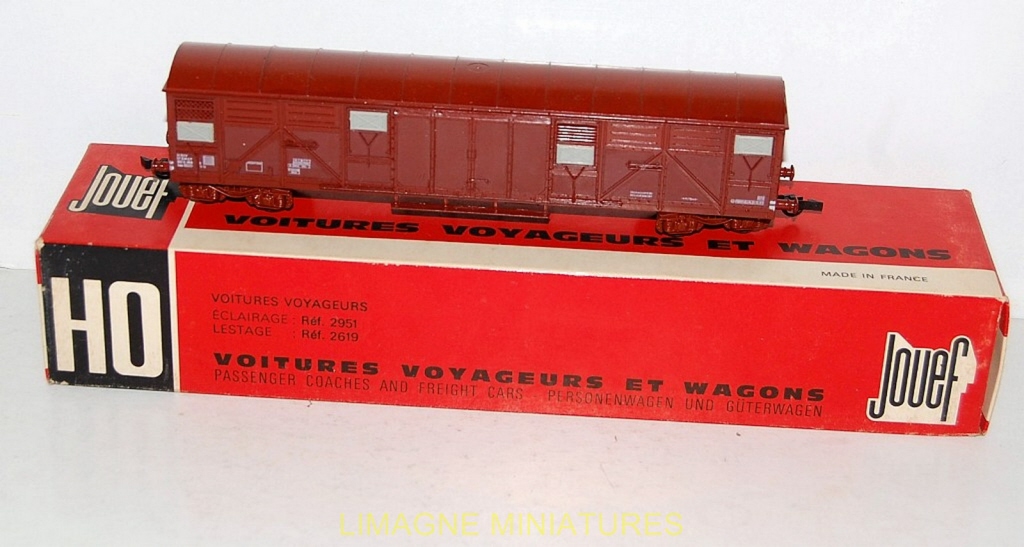 Jouef
VOITURES VOYAGEURS ET WAGONS
MADE IN FRANCE
HO
VOITURES VOYAGEURS
ÉCLAIRAGE : Réf. 2951
LESTAGE : Réf. 2619
VOITURES VOYAGEURS ET WAGONS
PASSENGER COACHES AND FREIGHT CARS - PERSONENWAGEN UND GÜTERWAGEN
Jouef
LIMAGNE MINIATURES